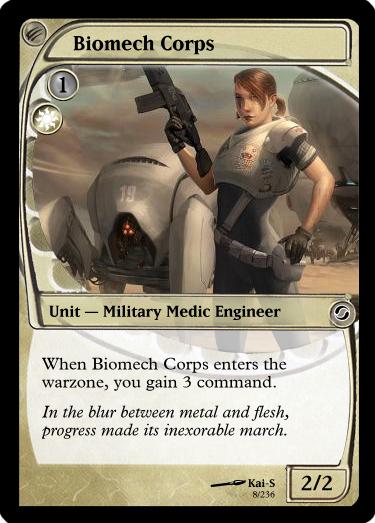 Biomech Corps
1
19
Unit — Military Medic Engineer
When Biomech Corps enters the
warzone, you gain 3 command.
In the blur between metal and flesh,
progress made its inexorable march.
Kai-S
8/236
2/2